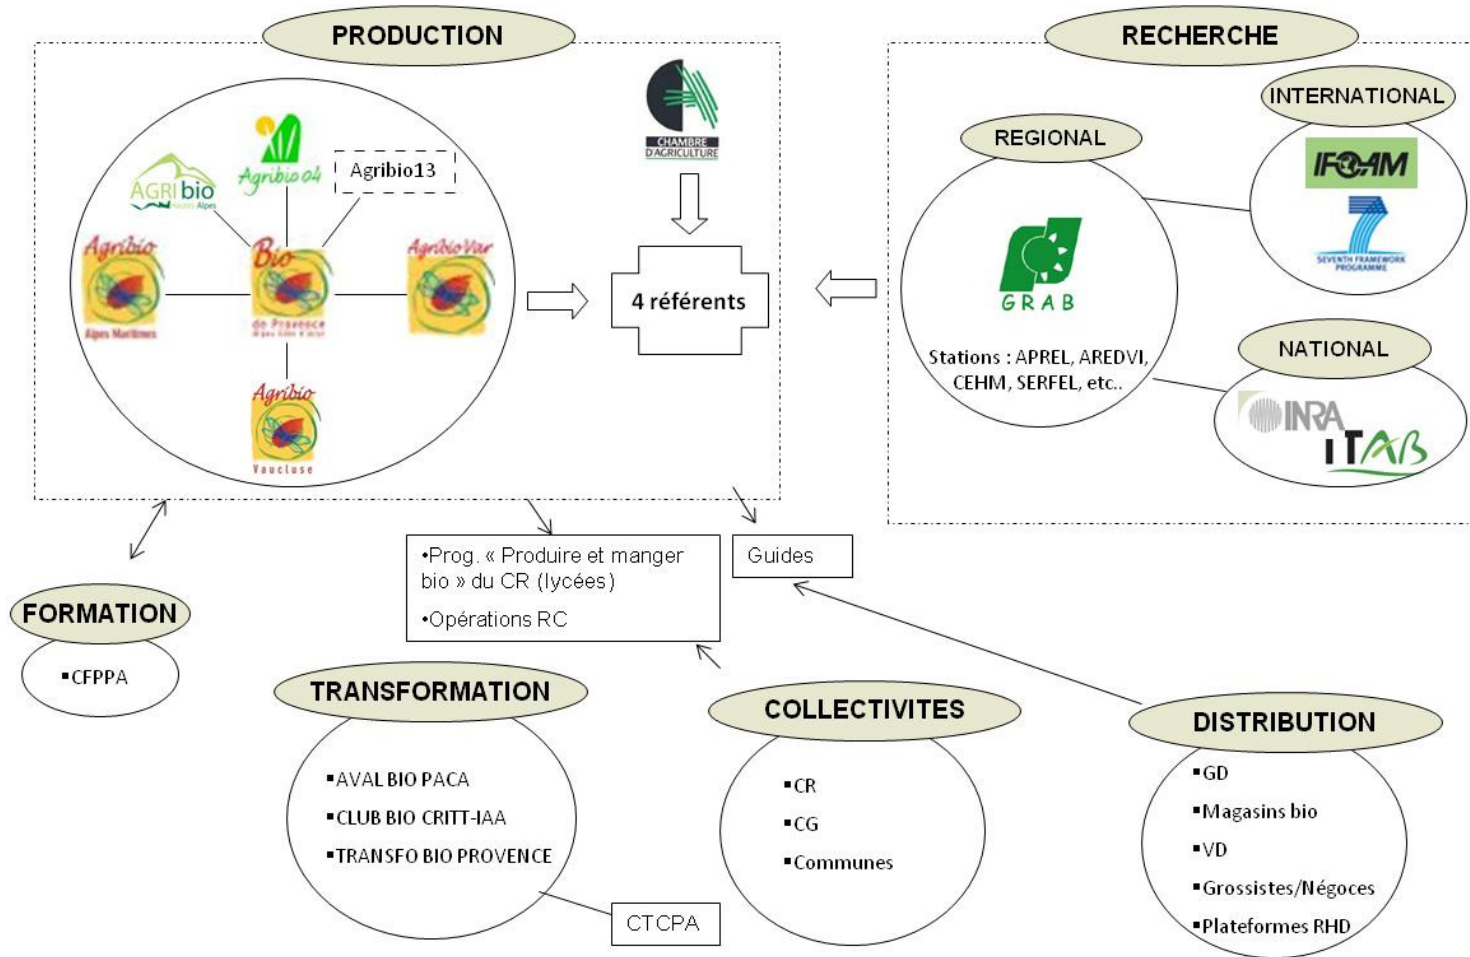 PRODUCTION
CHAMBRE
D'AGRICULTURE
Agribio 04
AGRIbio
Hautes Alpes
Agribio13
Agribio
Alpes Maritimes
Bio
de Provence
Agribio Var
Agribio
Vaucluse
4 référents
RECHERCHE
REGIONAL
GRAB
Stations : APREL, AREDVI,
CEHM, SERFEL, etc..
INTERNATIONAL
IFOAM
SEVENTH FRAMEWORK
PROGRAMME
NATIONAL
INRA
ITAB
•Prog. « Produire et manger
bio » du CR (lycées)
•Opérations RC
Guides
FORMATION
▪CFPPA
TRANSFORMATION
▪AVAL BIO PACA
▪CLUB BIO CRITT-IAA
▪TRANSFO BIO PROVENCE
CTCPA
COLLECTIVITES
▪CR
▪CG
▪Communes
DISTRIBUTION
▪GD
▪Magasins bio
▪VD
▪Grossistes/Négoces
▪Plateformes RHD